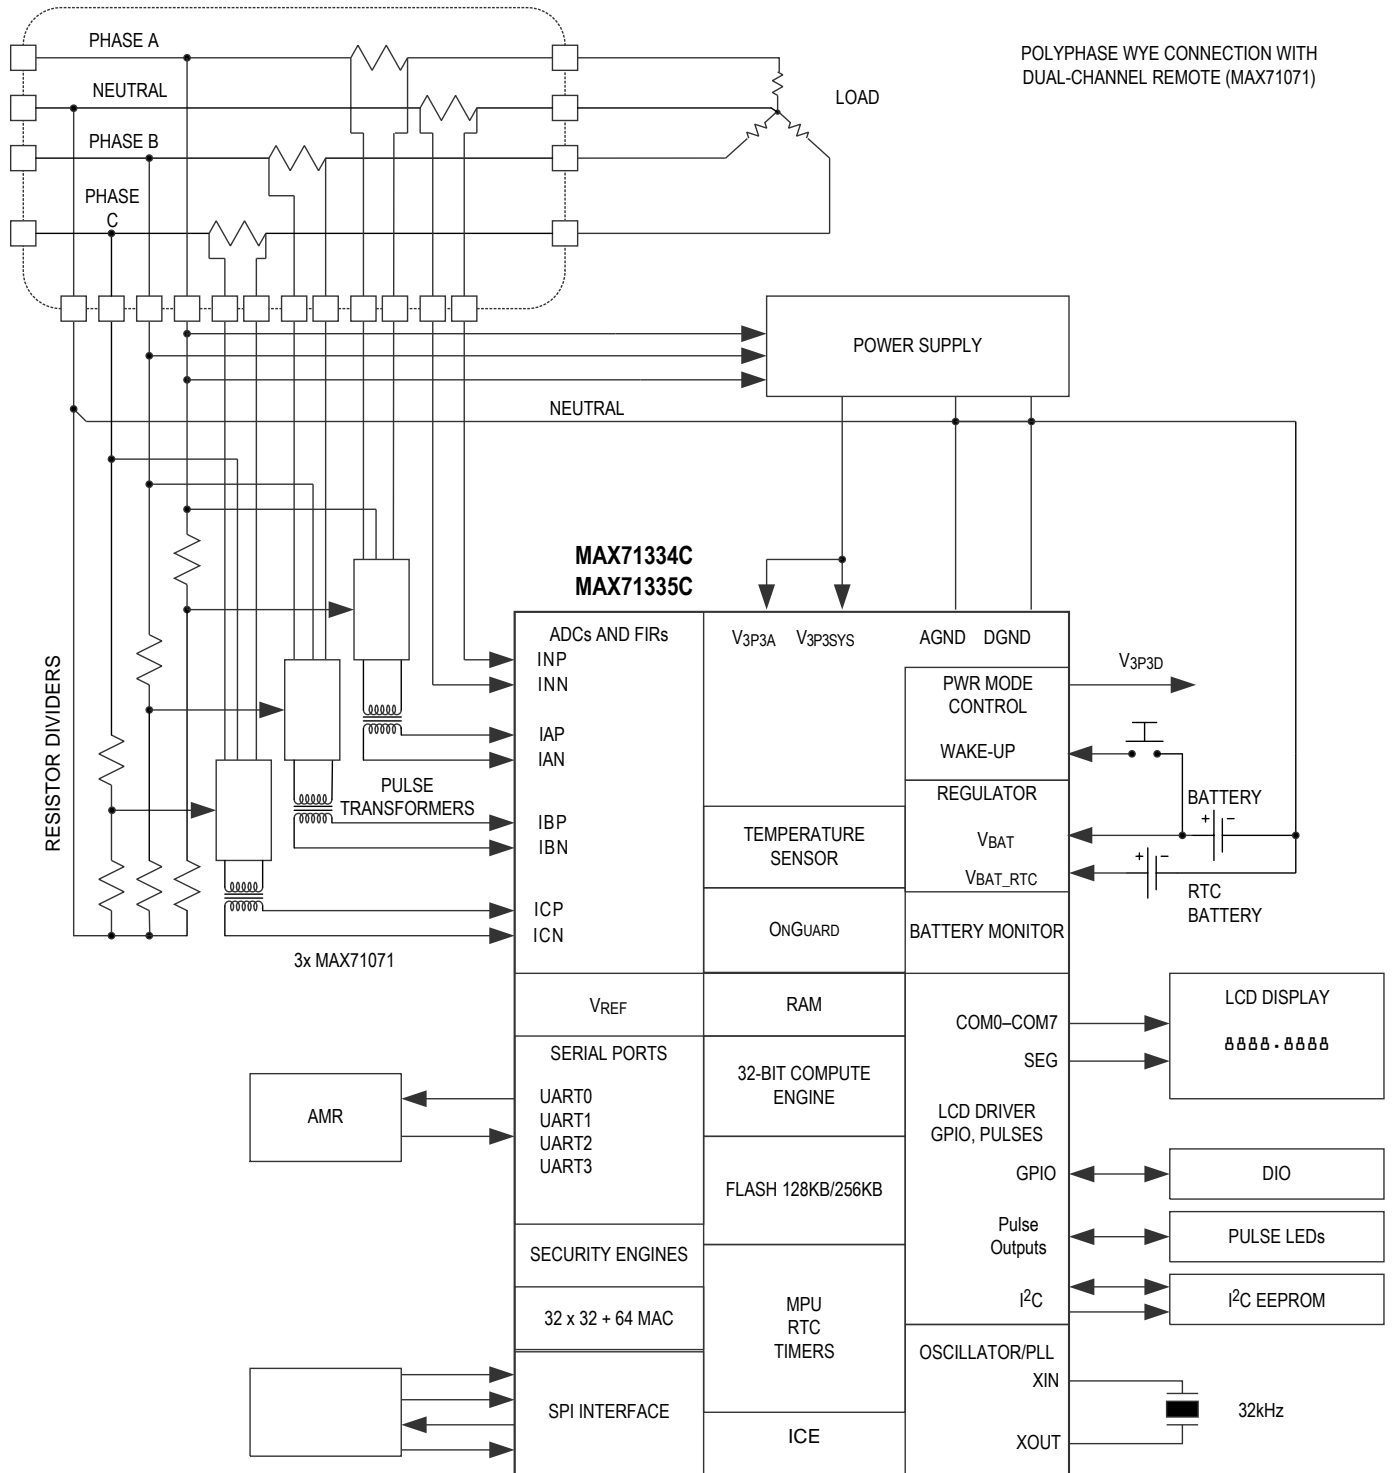 PHASE A
NEUTRAL
PHASE B
PHASE
C
LOAD
POLYPHASE WYE CONNECTION WITH
DUAL-CHANNEL REMOTE (MAX71071)
POWER SUPPLY
NEUTRAL
MAX71334C
MAX71335C
RESISTOR DIVIDERS
PULSE
TRANSFORMERS
3x MAX71071
ADCs AND FIRs
INP
INN
IAP
IAN
IBP
IBN
ICP
ICN
V3P3A V3P3SYS
AGND DGND
PWR MODE
CONTROL
WAKE-UP
V3P3D
REGULATOR
VBAT
VBAT_RTC
BATTERY
+ −
+ −
RTC
BATTERY
TEMPERATURE
SENSOR
ONGUARD
BATTERY MONITOR
VREF
RAM
SERIAL PORTS
UART0
UART1
UART2
UART3
AMR
32-BIT COMPUTE
ENGINE
FLASH 128KB/256KB
COM0–COM7
SEG
LCD DRIVER
GPIO, PULSES
GPIO
Pulse
Outputs
I2C
LCD DISPLAY
8888.8888
DIO
PULSE LEDs
I2C EEPROM
SECURITY ENGINES
32 x 32 + 64 MAC
SPI INTERFACE
MPU
RTC
TIMERS
ICE
OSCILLATOR/PLL
XIN
XOUT
32kHz